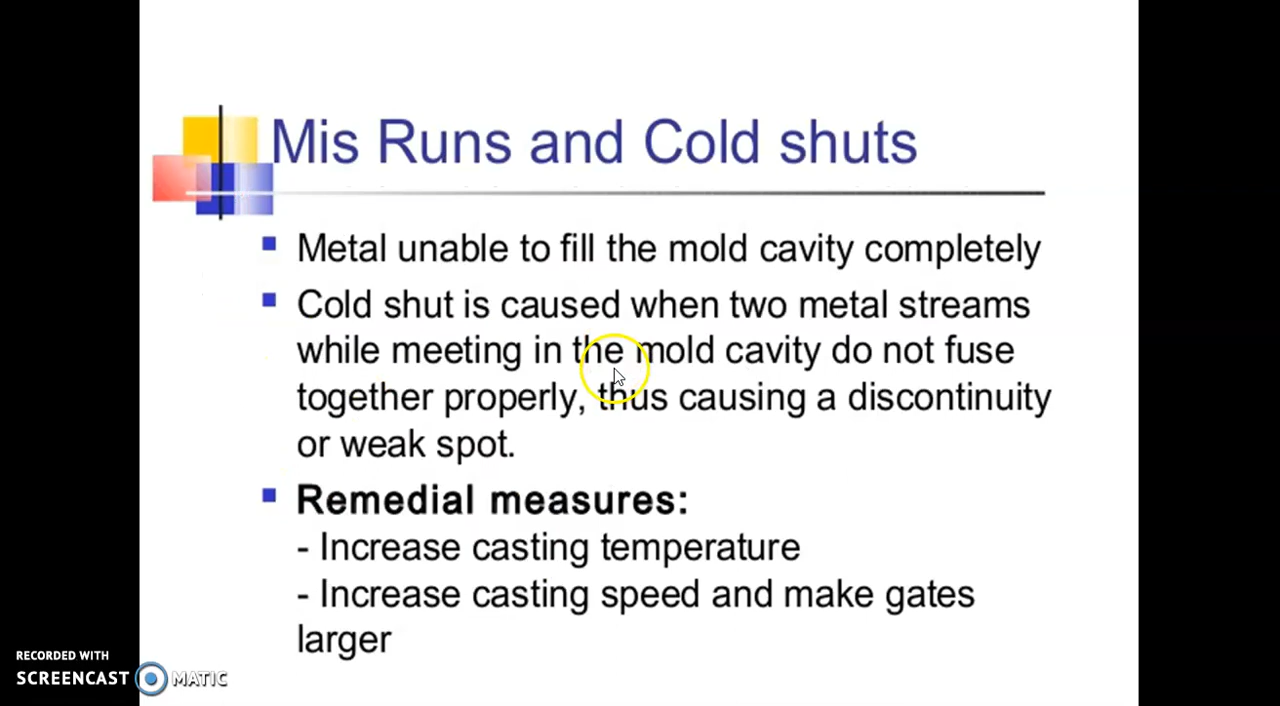 Mis Runs and Cold shuts
Metal unable to fill the mold cavity completely
Cold shut is caused when two metal streams
while meeting in the mold cavity do not fuse
together properly, thus causing a discontinuity
or weak spot.
Remedial measures:
- Increase casting temperature
- Increase casting speed and make gates
larger
RECORDED WITH
SCREENCAST MATIC